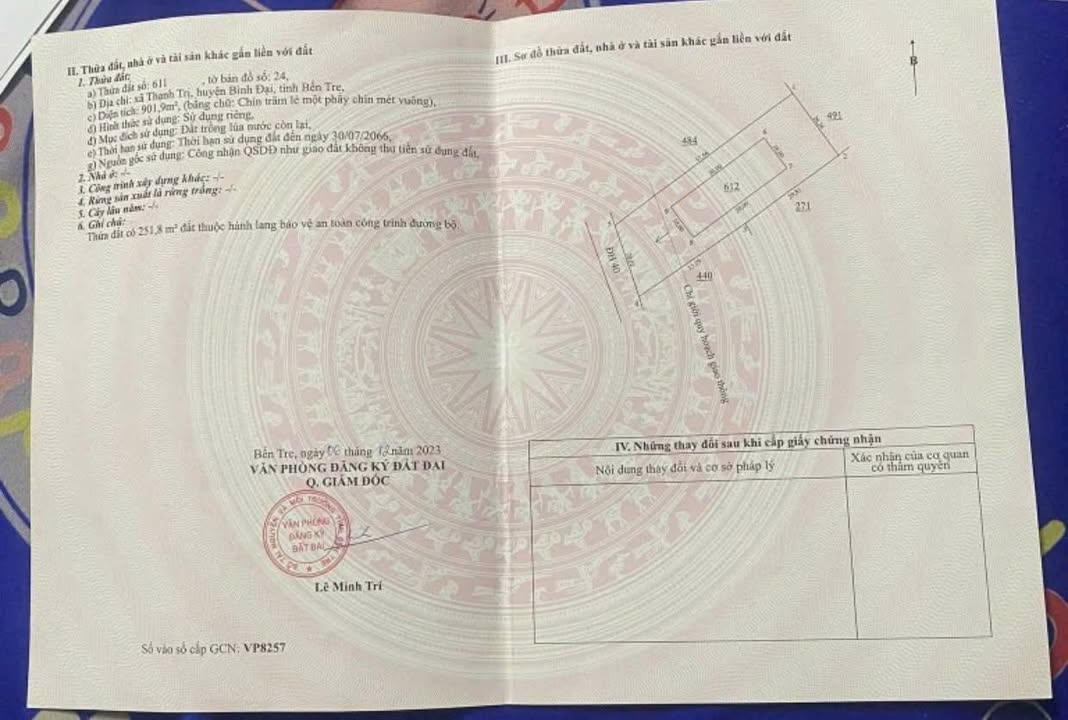 II. Thửa đất, nhà ở và tài sản khác gắn liền với đất
1. Thửa đất:
a) Thửa đất số: 611 , tờ bản đồ số: 24,
b) Địa chỉ: xã Thạnh Trị, huyện Bình Đại, tỉnh Bến Tre,
c) Diện tích: 901,9m², (bằng chữ: Chín trăm lẻ một phẩy chín mét vuông),
d) Hình thức sử dụng: Sử dụng riêng,
đ) Mục đích sử dụng: Đất trồng lúa nước còn lại,
e) Thời hạn sử dụng: Thời hạn sử dụng đất đến ngày 30/07/2066,
g) Nguồn gốc sử dụng: Công nhận QSDĐ như giao đất không thu tiền sử dụng đất,
2. Nhà ở: -/-
3. Công trình xây dựng khác: -/-
4. Rừng sản xuất là rừng trồng: -/-
5. Cây lâu năm: -/-
6. Ghi chú:
Thửa đất có 251,8 m² đất thuộc hành lang bảo vệ an toàn công trình đường bộ
Bến Tre, ngày 06 tháng 12 năm 2023
VĂN PHÒNG ĐĂNG KÝ ĐẤT ĐAI
Q. GIÁM ĐỐC
VĂN PHÒNG
ĐĂNG KÝ
ĐẤT ĐAI
Lê Minh Trí
Số vào sổ cấp GCN: VP8257
III. Sơ đồ thửa đất, nhà ở và tài sản khác gắn liền với đất
B
491
484
612
271
440
ĐH 40
Chỉ giới quy hoạch giao thông
IV. Những thay đổi sau khi cấp giấy chứng nhận
Nội dung thay đổi và cơ sở pháp lý
Xác nhận của cơ quan
có thẩm quyền